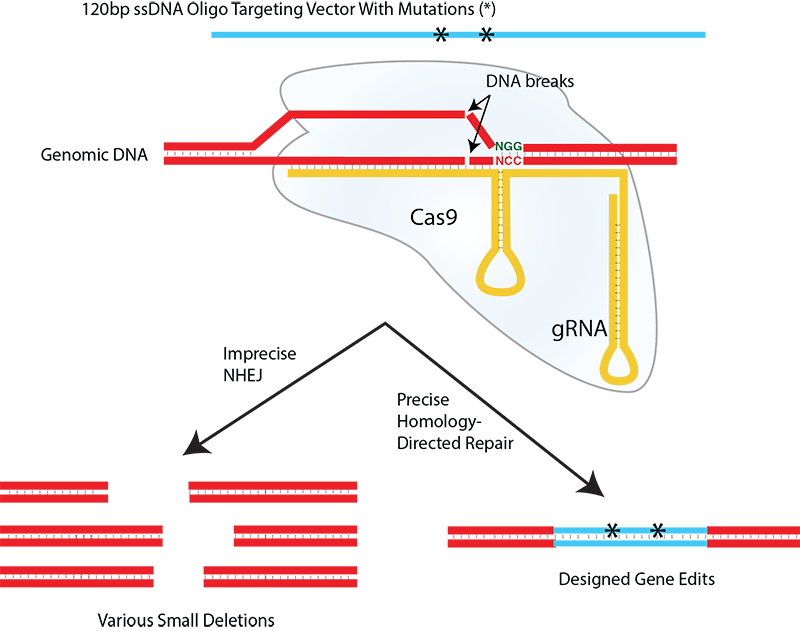 120bp ssDNA Oligo Targeting Vector With Mutations (*)
* *
DNA breaks
NGG
Genomic DNA
NCC
Cas9
gRNA
Imprecise
NHEJ
Precise
Homology-
Directed Repair
* *
Designed Gene Edits
Various Small Deletions